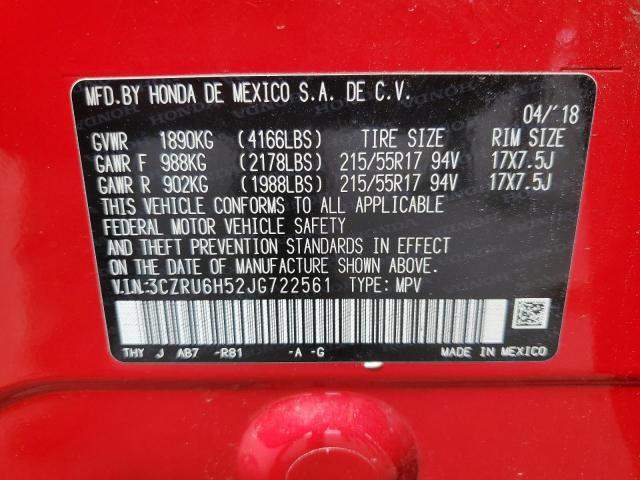 MFD.BY HONDA DE MEXICO S.A. DE C.V.
04/'18
GVWR 1890KG (4166LBS) TIRE SIZE RIM SIZE
GAWR F 988KG (2178LBS) 215/55R17 94V 17X7.5J
GAWR R 902KG (1988LBS) 215/55R17 94V 17X7.5J
THIS VEHICLE CONFORMS TO ALL APPLICABLE
FEDERAL MOTOR VEHICLE SAFETY
AND THEFT PREVENTION STANDARDS IN EFFECT
ON THE DATE OF MANUFACTURE SHOWN ABOVE.
V.I.N:3CZRU6H52JG722561 TYPE: MPV
THY J AB7 -R81 -A -G MADE IN MEXICO